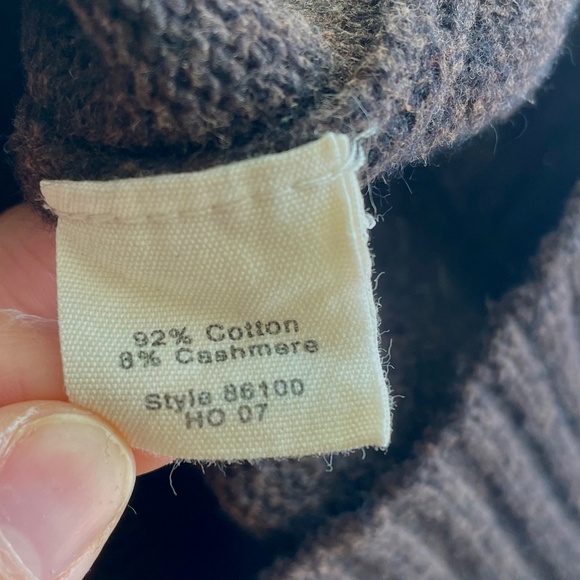 92% Cotton
8% Cashmere
Style 86100
HO 07